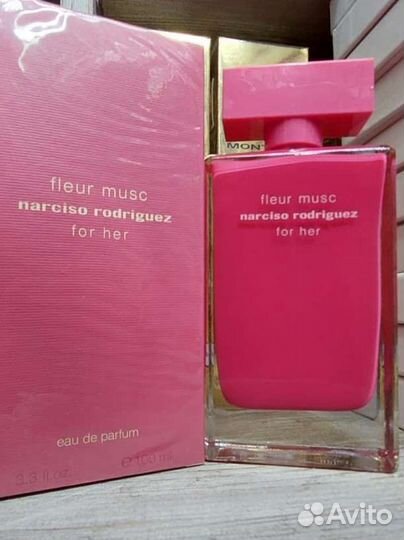 fleur musc
narciso rodriguez
for her
eau de parfum
3.3 fl.oz. e 100 ml
MON
fleur musc
narciso rodriguez
for her
Avito